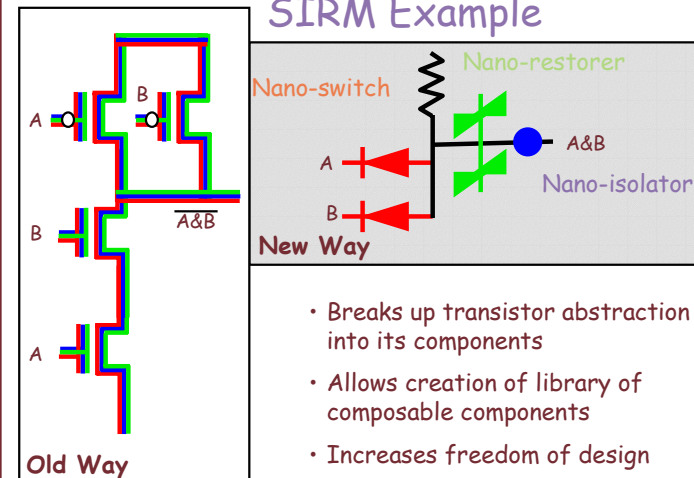 SIRM Example
A
B
B
A&B
A
Old Way
Nano-switch
Nano-restorer
A
A&B
Nano-isolator
B
New Way
• Breaks up transistor abstraction
into its components
• Allows creation of library of
composable components
• Increases freedom of design